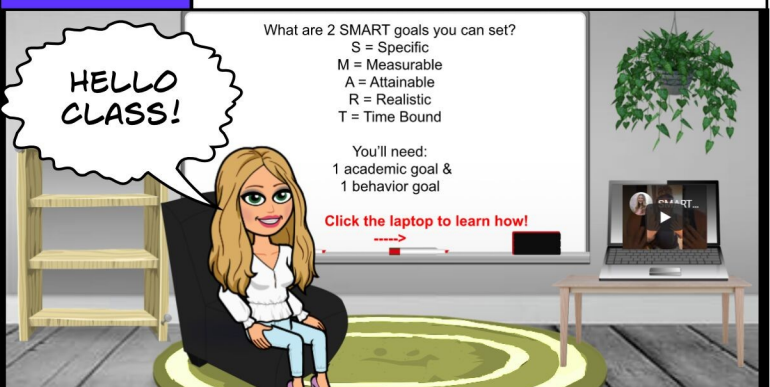 HELLO
CLASS!
What are 2 SMART goals you can set?
S = Specific
M = Measurable
A = Attainable
R = Realistic
T = Time Bound
You'll need:
1 academic goal &
1 behavior goal
Click the laptop to learn how!
----->
SMART...